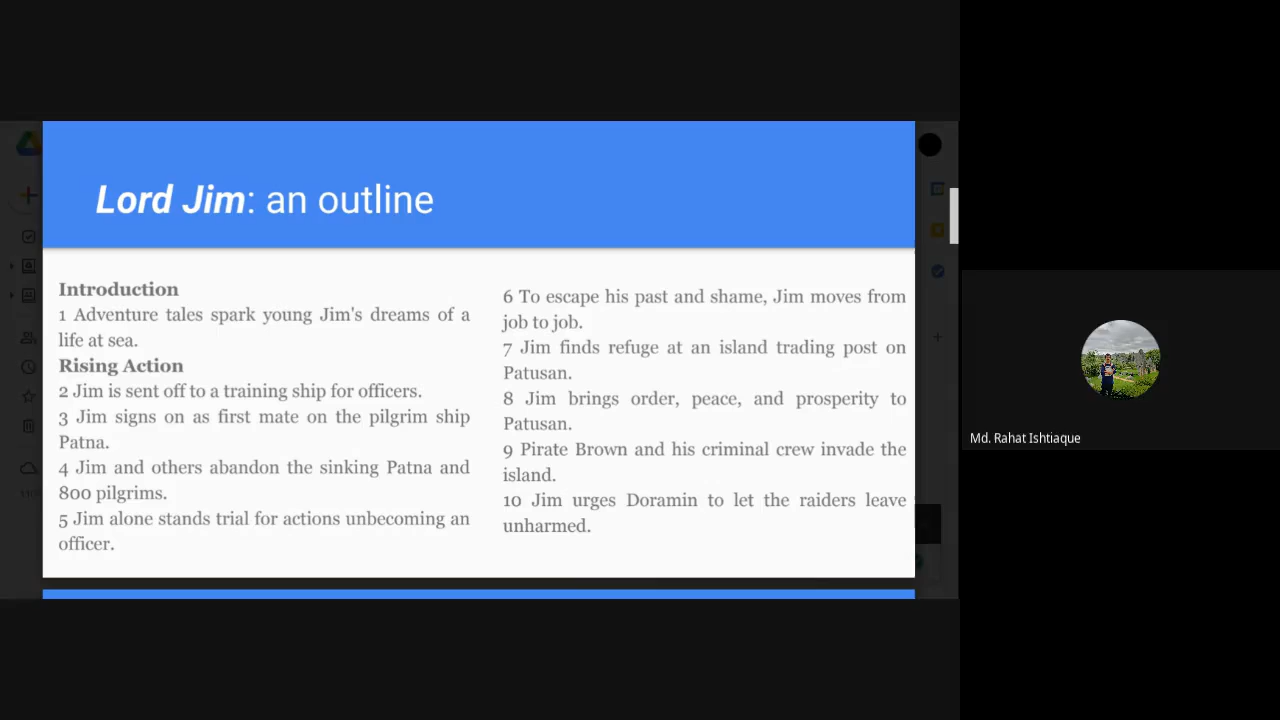 Lord Jim: an outline
Introduction
1 Adventure tales spark young Jim's dreams of a
life at sea.
Rising Action
2 Jim is sent off to a training ship for officers.
3 Jim signs on as first mate on the pilgrim ship
Patna.
4 Jim and others abandon the sinking Patna and
800 pilgrims.
5 Jim alone stands trial for actions unbecoming an
officer.
6 To escape his past and shame, Jim moves from
job to job.
7 Jim finds refuge at an island trading post on
Patusan.
8 Jim brings order, peace, and prosperity to
Patusan.
9 Pirate Brown and his criminal crew invade the
island.
10 Jim urges Doramin to let the raiders leave
unharmed.
Md. Rahat Ishtiaque